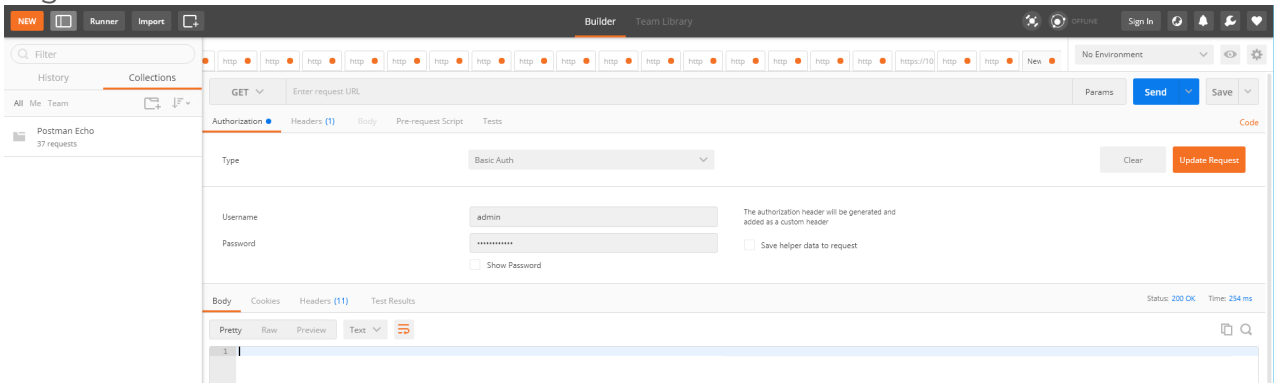 NEW Runner Import Builder Team Library OFFLINE Sign In
Filter
History Collections
All Me Team
Postman Echo
37 requests
http http http http http http http http http http http http http http http http https://10 http http New No Environment
GET Enter request URL Params Send Save
Authorization Headers (1) Body Pre-request Script Tests Code
Type Basic Auth Clear Update Request
Username admin The authorization header will be generated and
added as a custom header
Password •••••••••••• Save helper data to request
Show Password
Body Cookies Headers (11) Test Results Status: 200 OK Time: 254 ms
Pretty Raw Preview Text
1